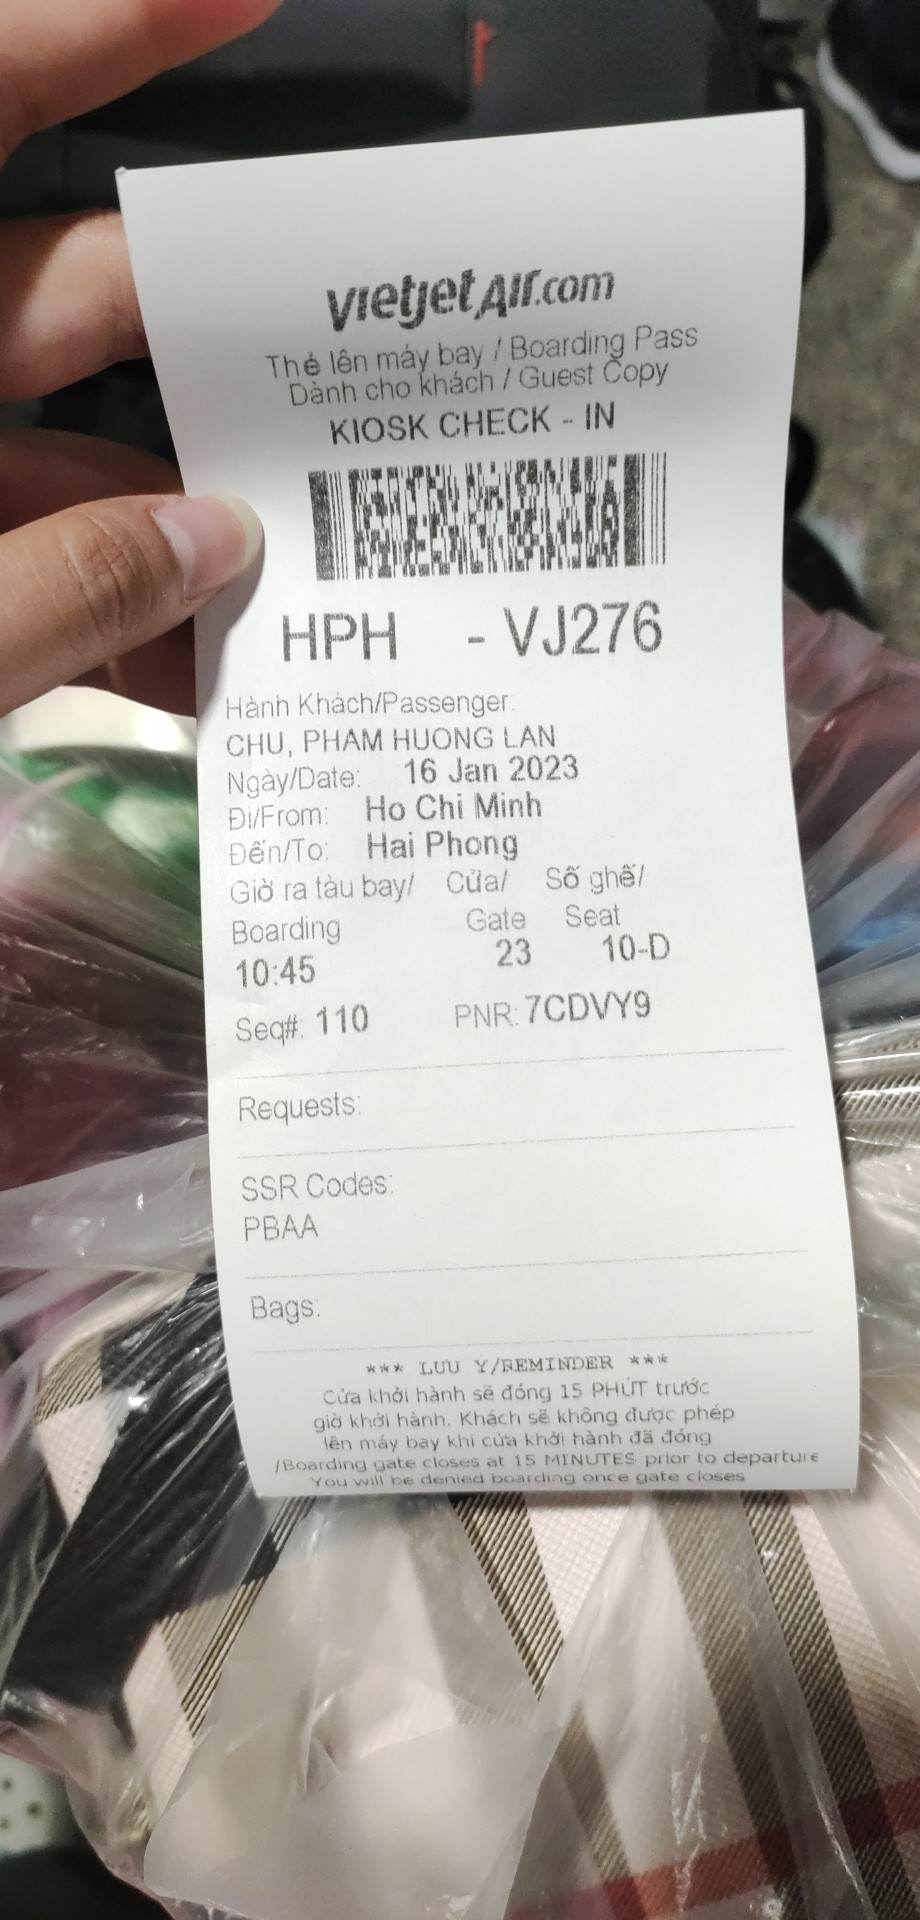 vietjetAir.com
Thẻ lên máy bay / Boarding Pass
Dành cho khách / Guest Copy
KIOSK CHECK - IN
HPH - VJ276
Hành Khách/Passenger:
CHU, PHAM HUONG LAN
Ngày/Date: 16 Jan 2023
Đi/From: Ho Chi Minh
Đến/To: Hai Phong
Giờ ra tàu bay/ Cửa/ Số ghế/
Boarding Gate Seat
10:45 23 10-D
Seq#: 110 PNR: 7CDVY9
Requests:
SSR Codes:
PBAA
Bags:
*** LUU Y/REMINDER ***
Cửa khởi hành sẽ đóng 15 PHÚT trước
giờ khởi hành. Khách sẽ không được phép
lên máy bay khi cửa khởi hành đã đóng
/Boarding gate closes at 15 MINUTES prior to departure
You will be denied boarding once gate closes